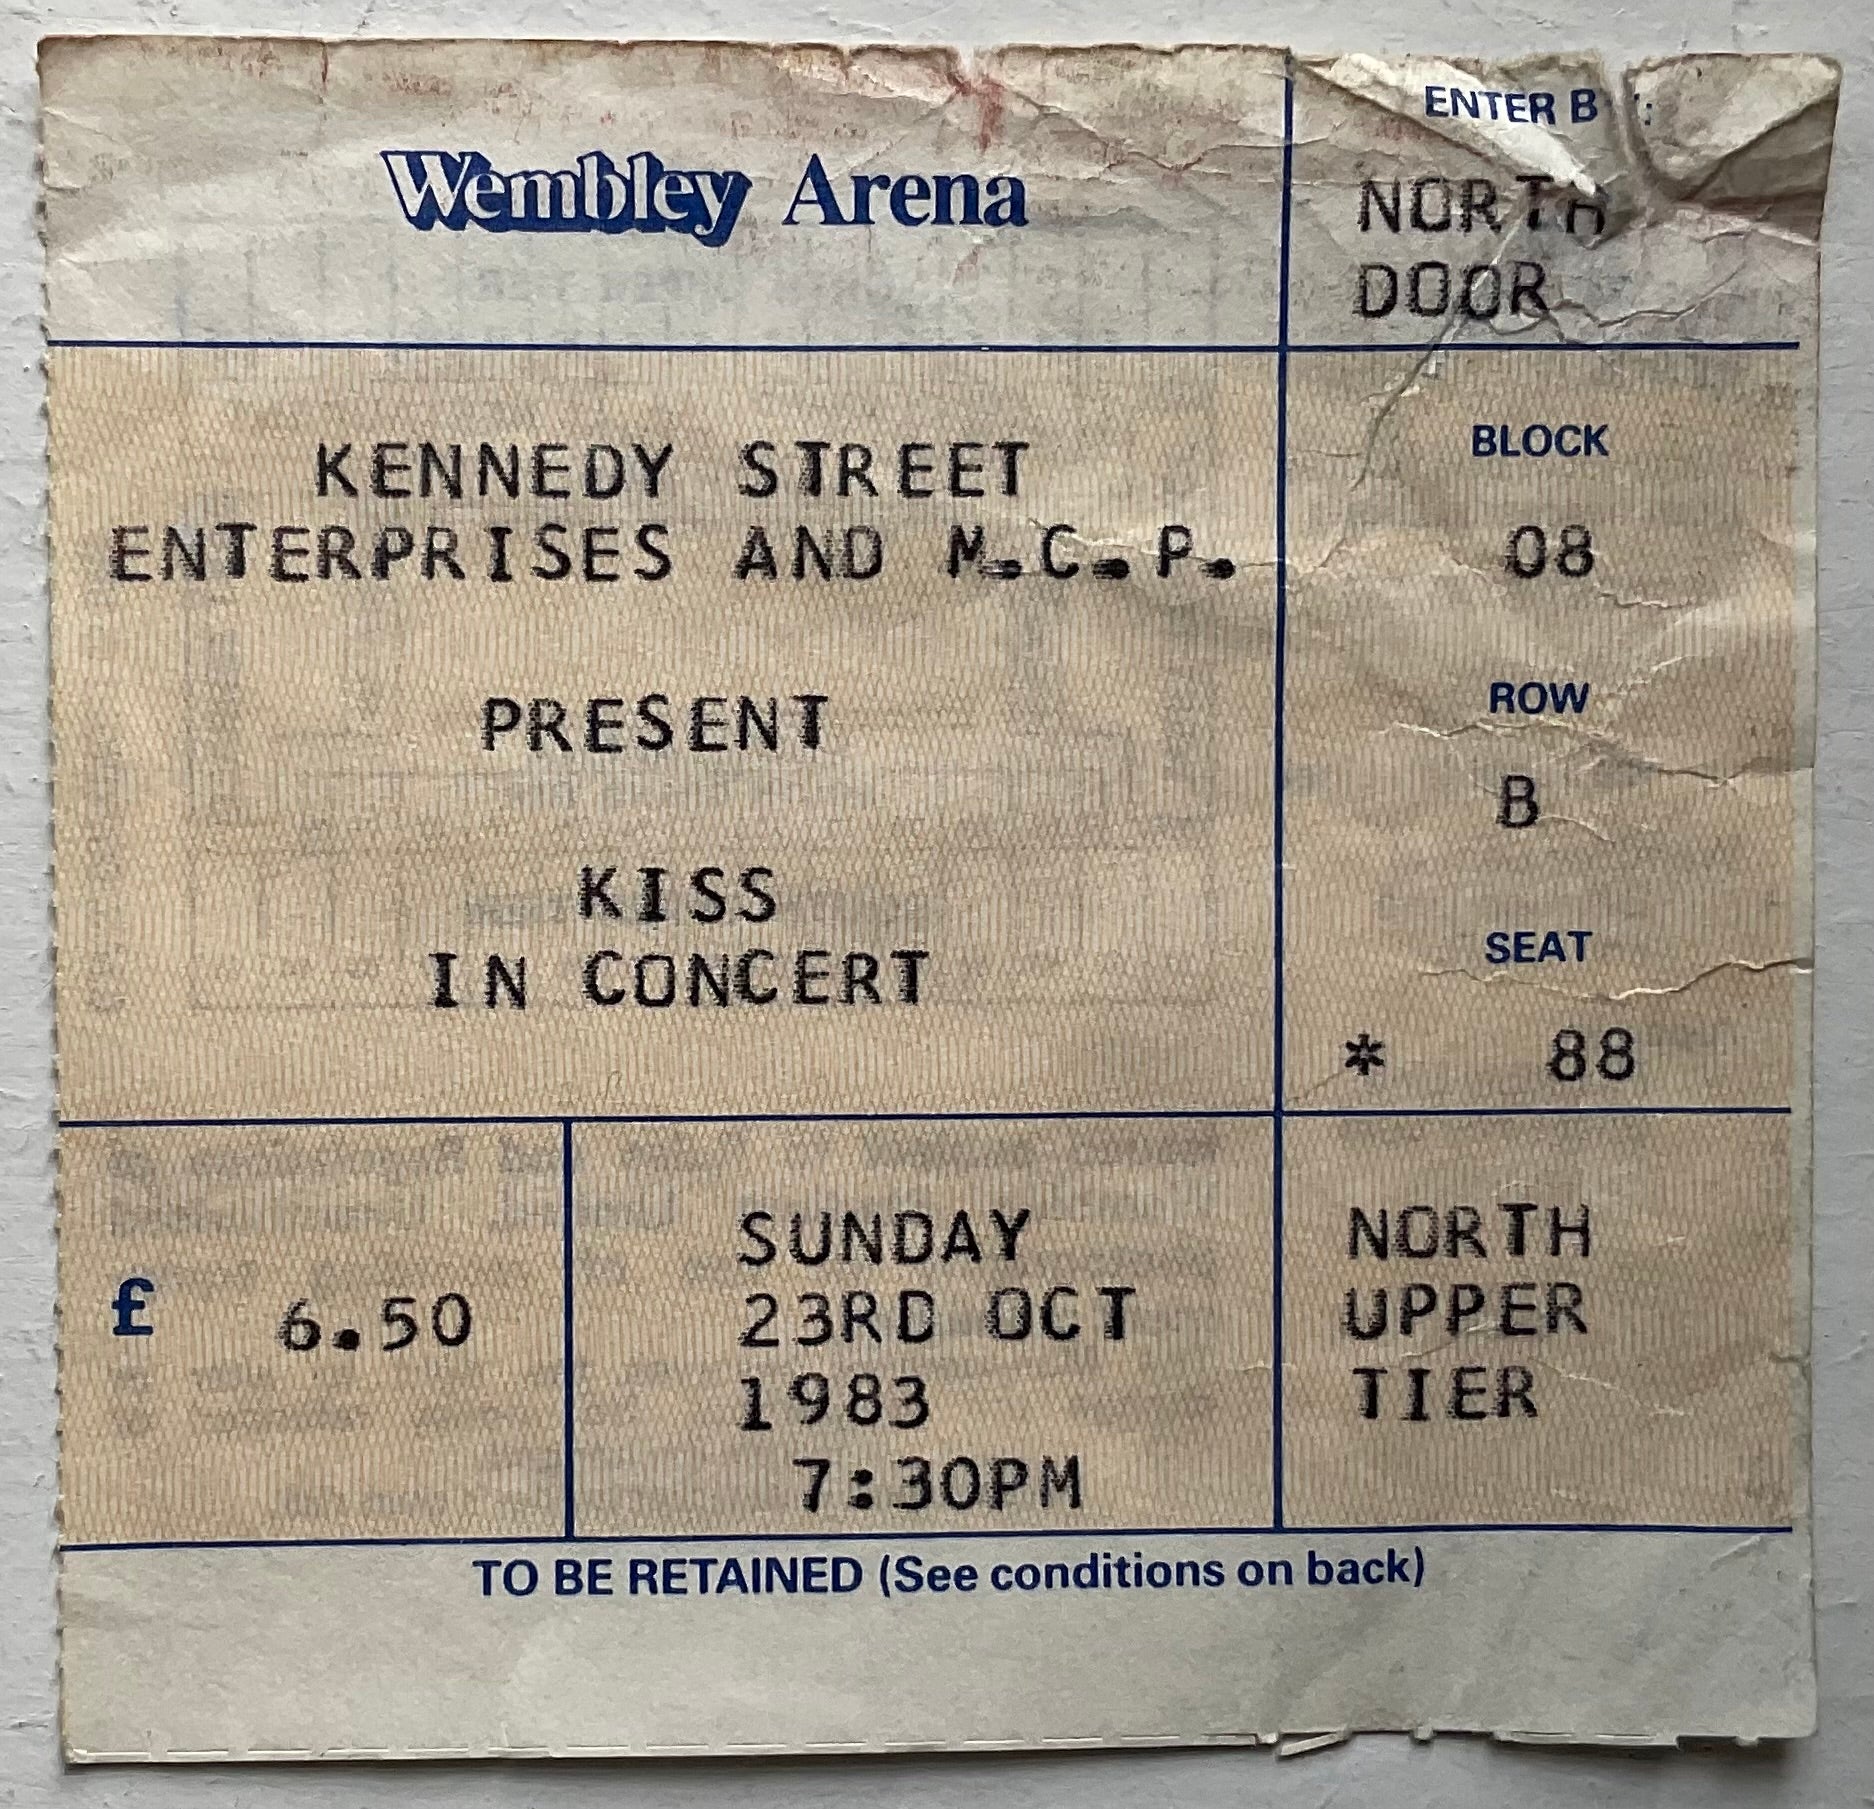 Wembley Arena
ENTER B :
NORTH
DOOR
KENNEDY STREET
ENTERPRISES AND M.C.P.
PRESENT
KISS
IN CONCERT
BLOCK
08
ROW
B
SEAT
* 88
£ 6.50
SUNDAY
23RD OCT
1983
7:30PM
NORTH
UPPER
TIER
TO BE RETAINED (See conditions on back)